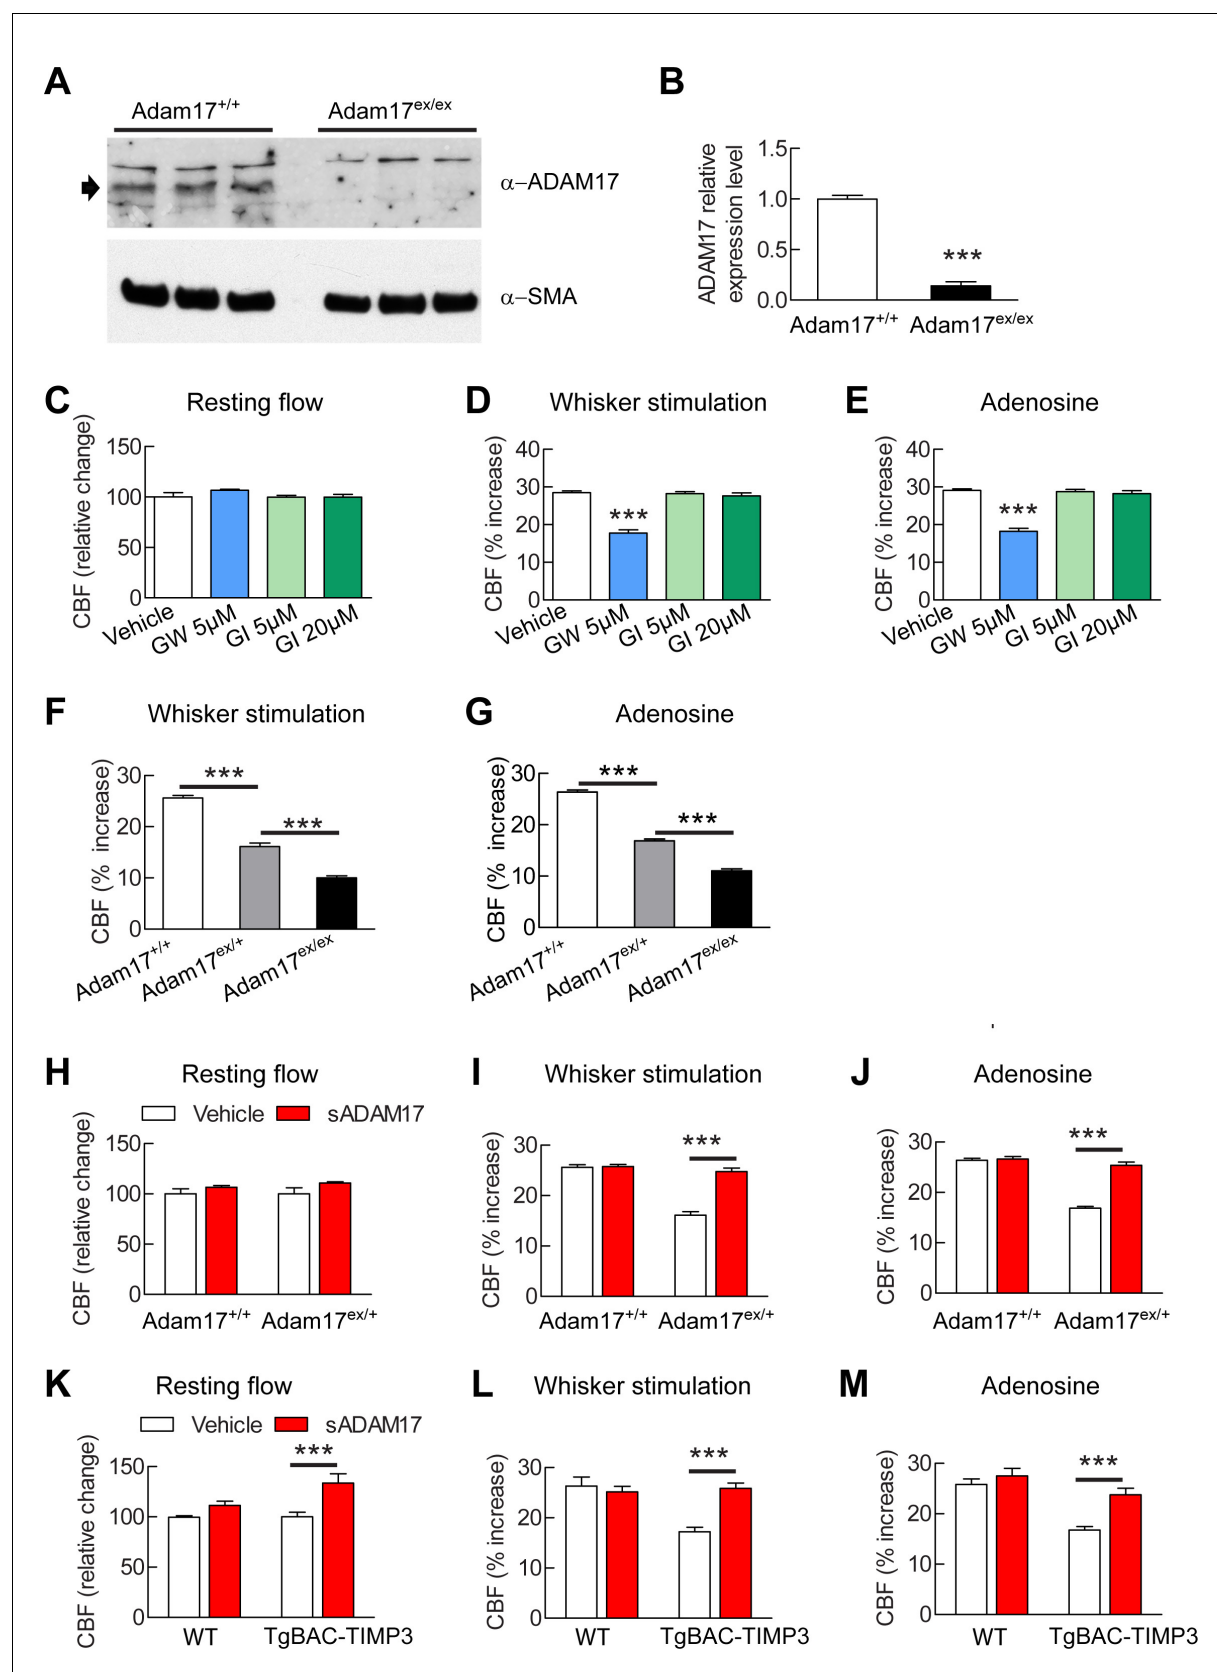 A
B
Adam17+/+
Adam17ex/ex
α–ADAM17
α–SMA
ADAM17 relative
expression level
1.5
1.0
0.5
0.0
***
Adam17+/+
Adam17ex/ex
C
Resting flow
CBF (relative change)
150
100
50
0
Vehicle
GW 5µM
GI 5µM
GI 20µM
D
Whisker stimulation
CBF (% increase)
40
30
20
10
0
***
Vehicle
GW 5µM
GI 5µM
GI 20µM
E
Adenosine
CBF (% increase)
40
30
20
10
0
***
Vehicle
GW 5µM
GI 5µM
GI 20µM
F
Whisker stimulation
CBF (% increase)
30
20
10
0
***
***
Adam17+/+
Adam17ex/+
Adam17ex/ex
G
Adenosine
CBF (% increase)
30
20
10
0
***
***
Adam17+/+
Adam17ex/+
Adam17ex/ex
H
Resting flow
Vehicle
sADAM17
CBF (relative change)
150
100
50
0
Adam17+/+
Adam17ex/+
I
Whisker stimulation
CBF (% increase)
30
20
10
0
***
Adam17+/+
Adam17ex/+
J
Adenosine
CBF (% increase)
30
20
10
0
***
Adam17+/+
Adam17ex/+
K
Resting flow
Vehicle
sADAM17
CBF (relative change)
150
100
50
0
***
WT
TgBAC-TIMP3
L
Whisker stimulation
CBF (% increase)
30
20
10
0
***
WT
TgBAC-TIMP3
M
Adenosine
CBF (% increase)
30
20
10
0
***
WT
TgBAC-TIMP3